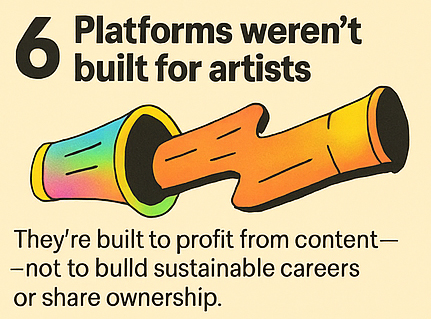 6 Platforms weren't
built for artists
They're built to profit from content—
—not to bulld sustainable careers
or share ownership.